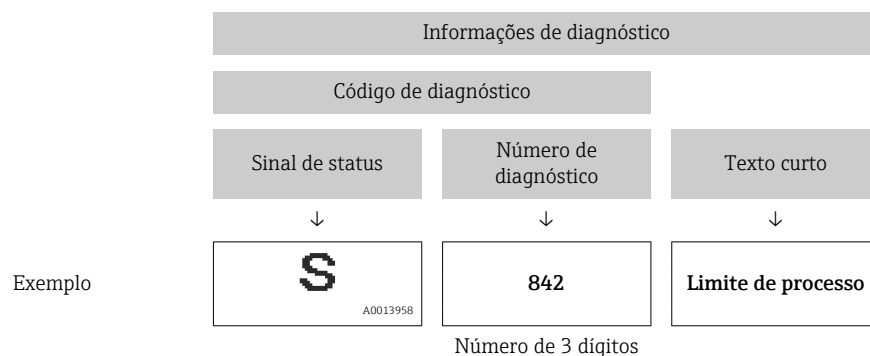 Informações de diagnóstico
Código de diagnóstico
Sinal de status
Número de
diagnóstico
Texto curto
↓ ↓ ↓
Exemplo
S
A0013958
842
Limite de processo
Número de 3 dígitos